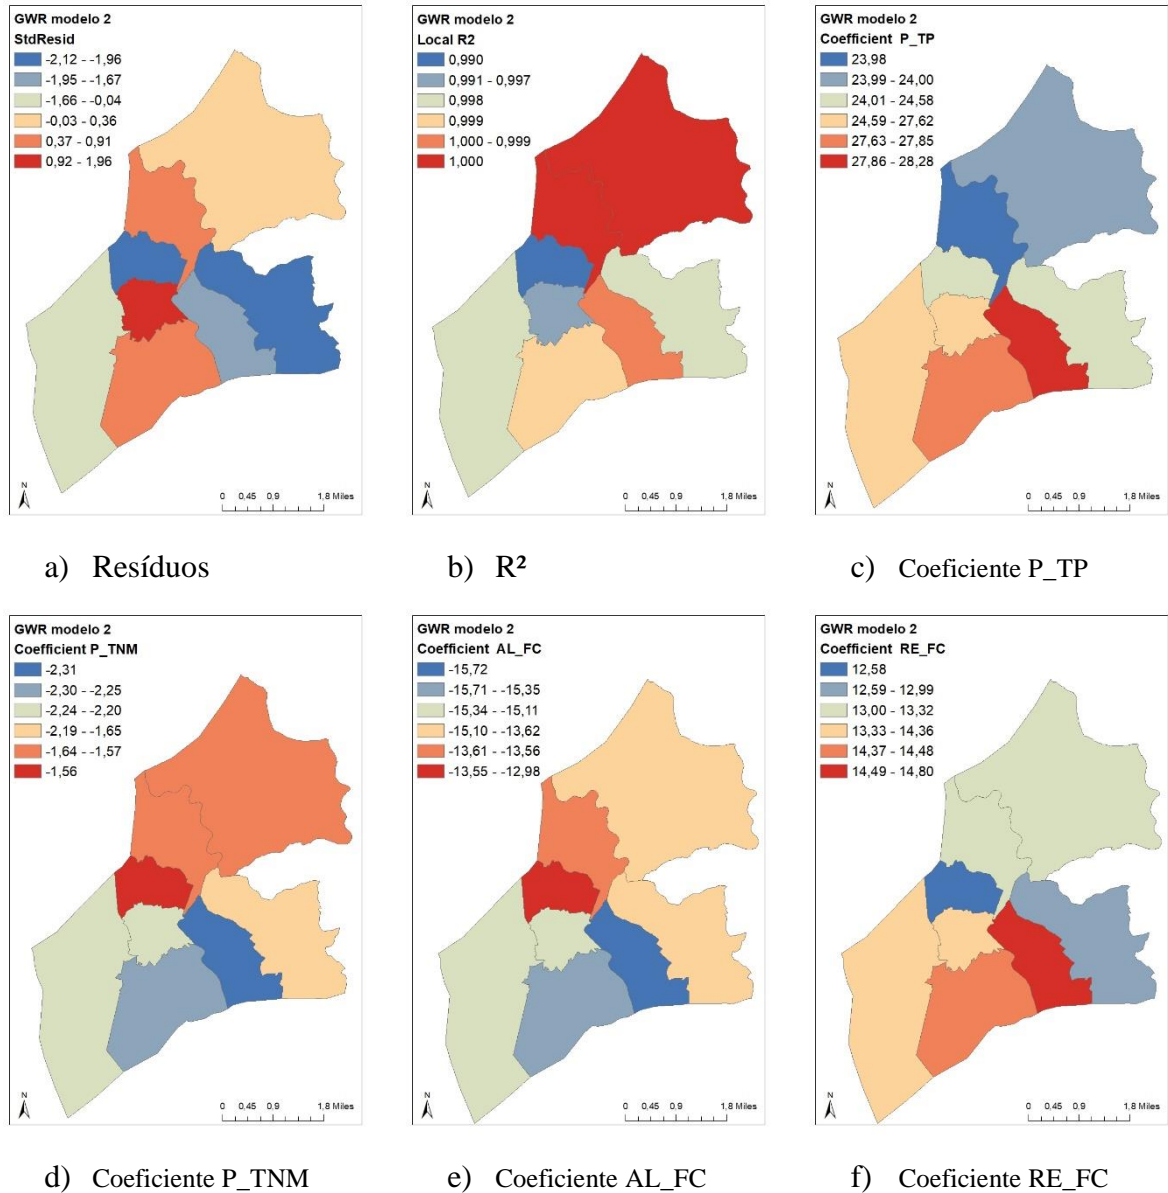 GWR modelo 2
StdResid
-2,12 - -1,96
-1,95 - -1,67
-1,66 - -0,04
-0,03 - 0,36
0,37 - 0,91
0,92 - 1,96
N
0 0,45 0,9 1,8 Miles
a) Resíduos
GWR modelo 2
Local R2
0,990
0,991 - 0,997
0,998
0,999
1,000 - 0,999
1,000
N
0 0,45 0,9 1,8 Miles
b) R²
GWR modelo 2
Coefficient P_TP
23,98
23,99 - 24,00
24,01 - 24,58
24,59 - 27,62
27,63 - 27,85
27,86 - 28,28
N
0 0,45 0,9 1,8 Miles
c) Coeficiente P_TP
GWR modelo 2
Coefficient P_TNM
-2,31
-2,30 - -2,25
-2,24 - -2,20
-2,19 - -1,65
-1,64 - -1,57
-1,56
N
0 0,45 0,9 1,8 Miles
d) Coeficiente P_TNM
GWR modelo 2
Coefficient AL_FC
-15,72
-15,71 - -15,35
-15,34 - -15,11
-15,10 - -13,62
-13,61 - -13,56
-13,55 - -12,98
N
0 0,45 0,9 1,8 Miles
e) Coeficiente AL_FC
GWR modelo 2
Coefficient RE_FC
12,58
12,59 - 12,99
13,00 - 13,32
13,33 - 14,36
14,37 - 14,48
14,49 - 14,80
N
0 0,45 0,9 1,8 Miles
f) Coeficiente RE_FC